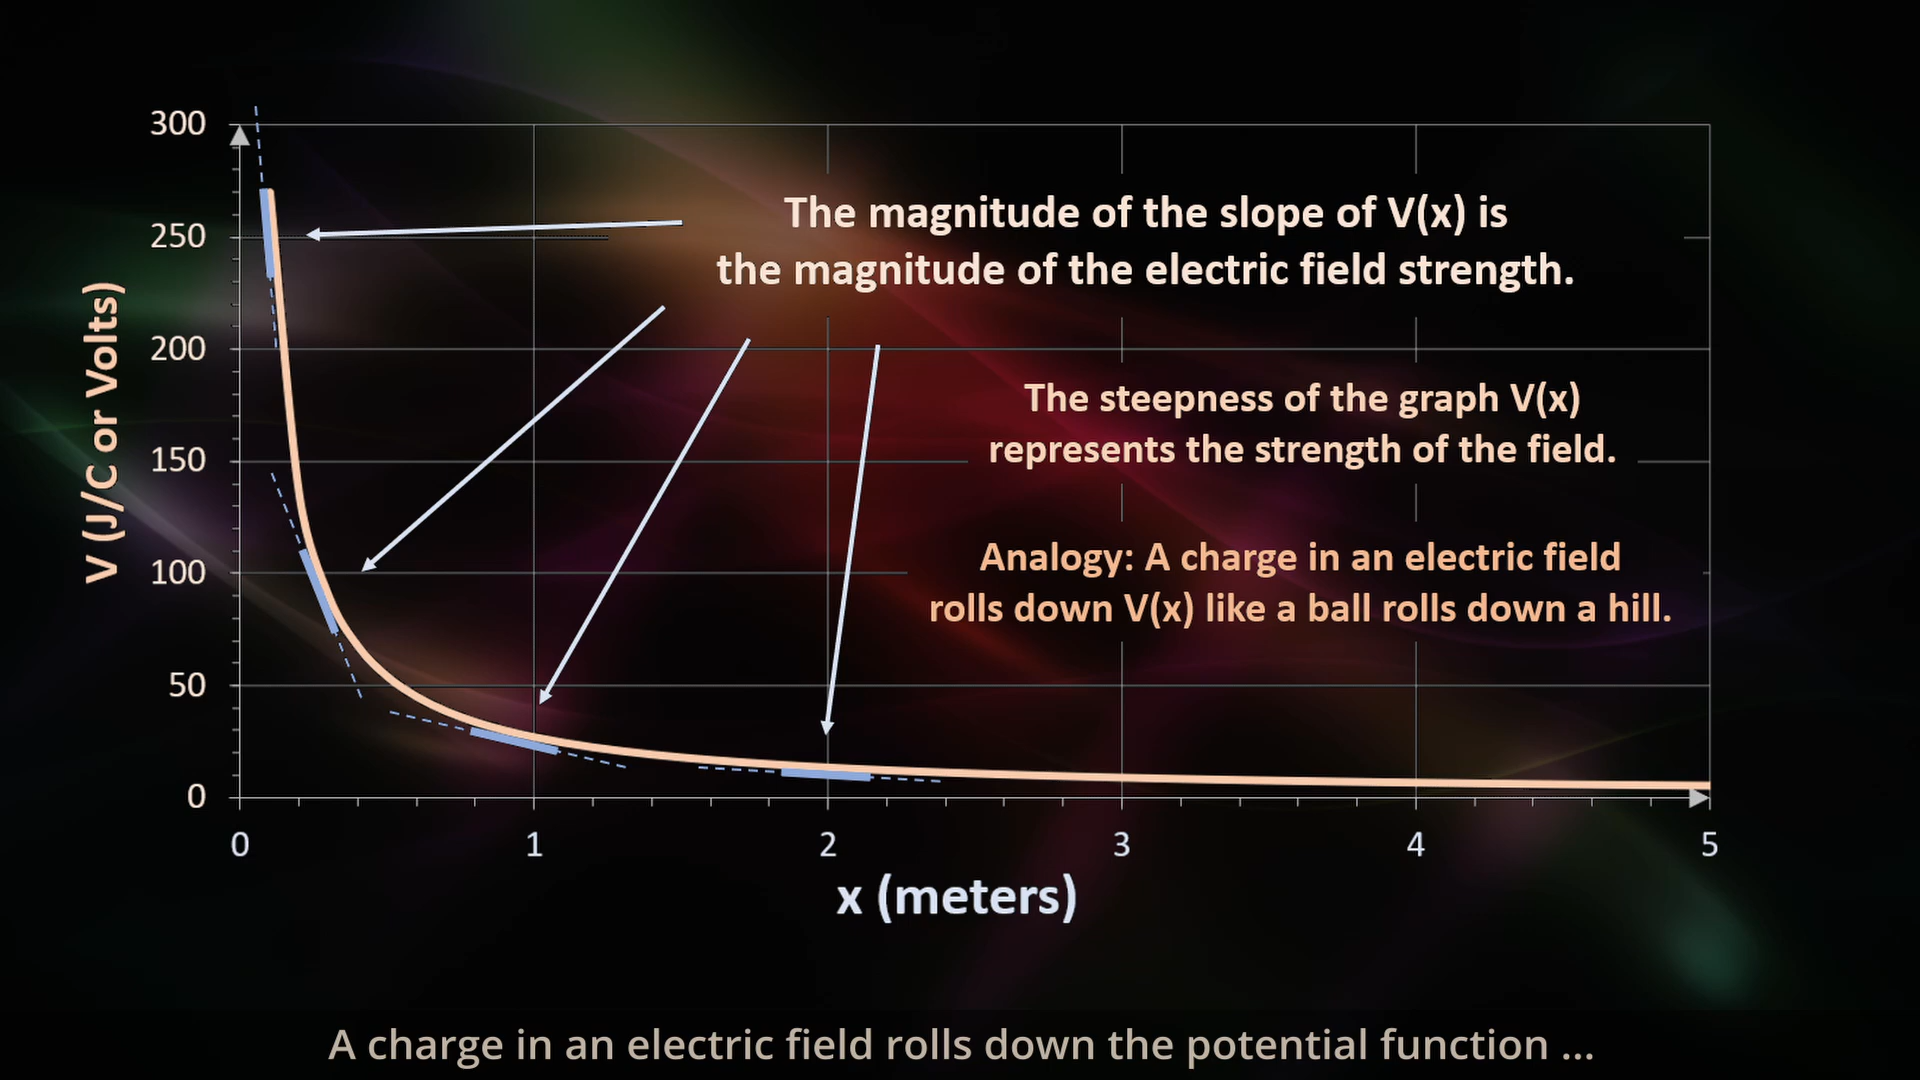 300
The magnitude of the slope of V(x) is
250
the magnitude of the electric field strength.
V (J/C or Volts)
200
The steepness of the graph V(x)
150
represents the strength of the field.
Analogy: A charge in an electric field
100
rolls down V(x) like a ball rolls down a hill.
50
0
0 1 2 3 4 5
x (meters)
A charge in an electric field rolls down the potential function ...